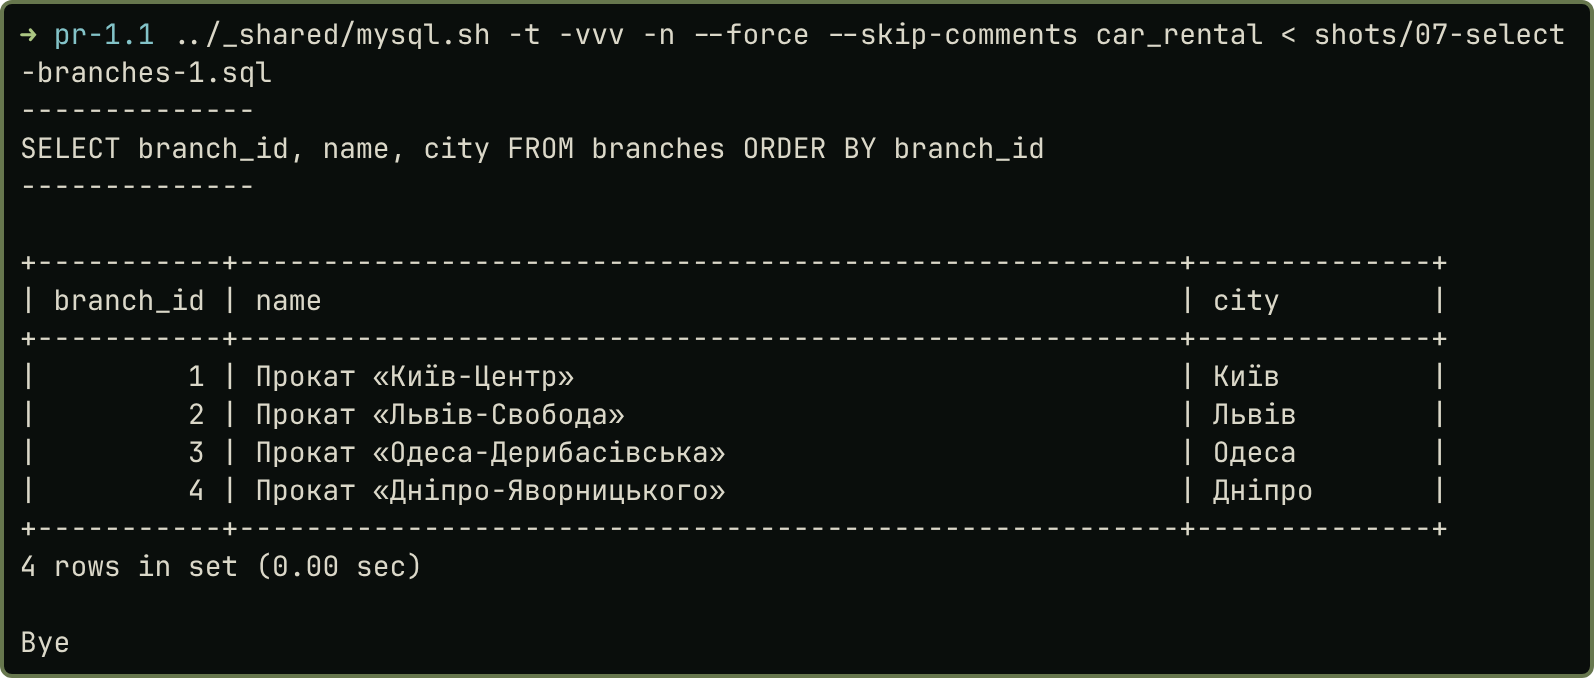 ➜ pr-1.1 ../_shared/mysql.sh -t -vvv -n --force --skip-comments car_rental < shots/07-select
-branches-1.sql
--------------
SELECT branch_id, name, city FROM branches ORDER BY branch_id
--------------

+-----------+--------------------------------------------------------+--------------+
| branch_id | name                                                   | city         |
+-----------+--------------------------------------------------------+--------------+
|         1 | Прокат «Київ-Центр»                                    | Київ         |
|         2 | Прокат «Львів-Свобода»                                 | Львів        |
|         3 | Прокат «Одеса-Дерибасівська»                           | Одеса        |
|         4 | Прокат «Дніпро-Яворницького»                           | Дніпро       |
+-----------+--------------------------------------------------------+--------------+
4 rows in set (0.00 sec)

Bye